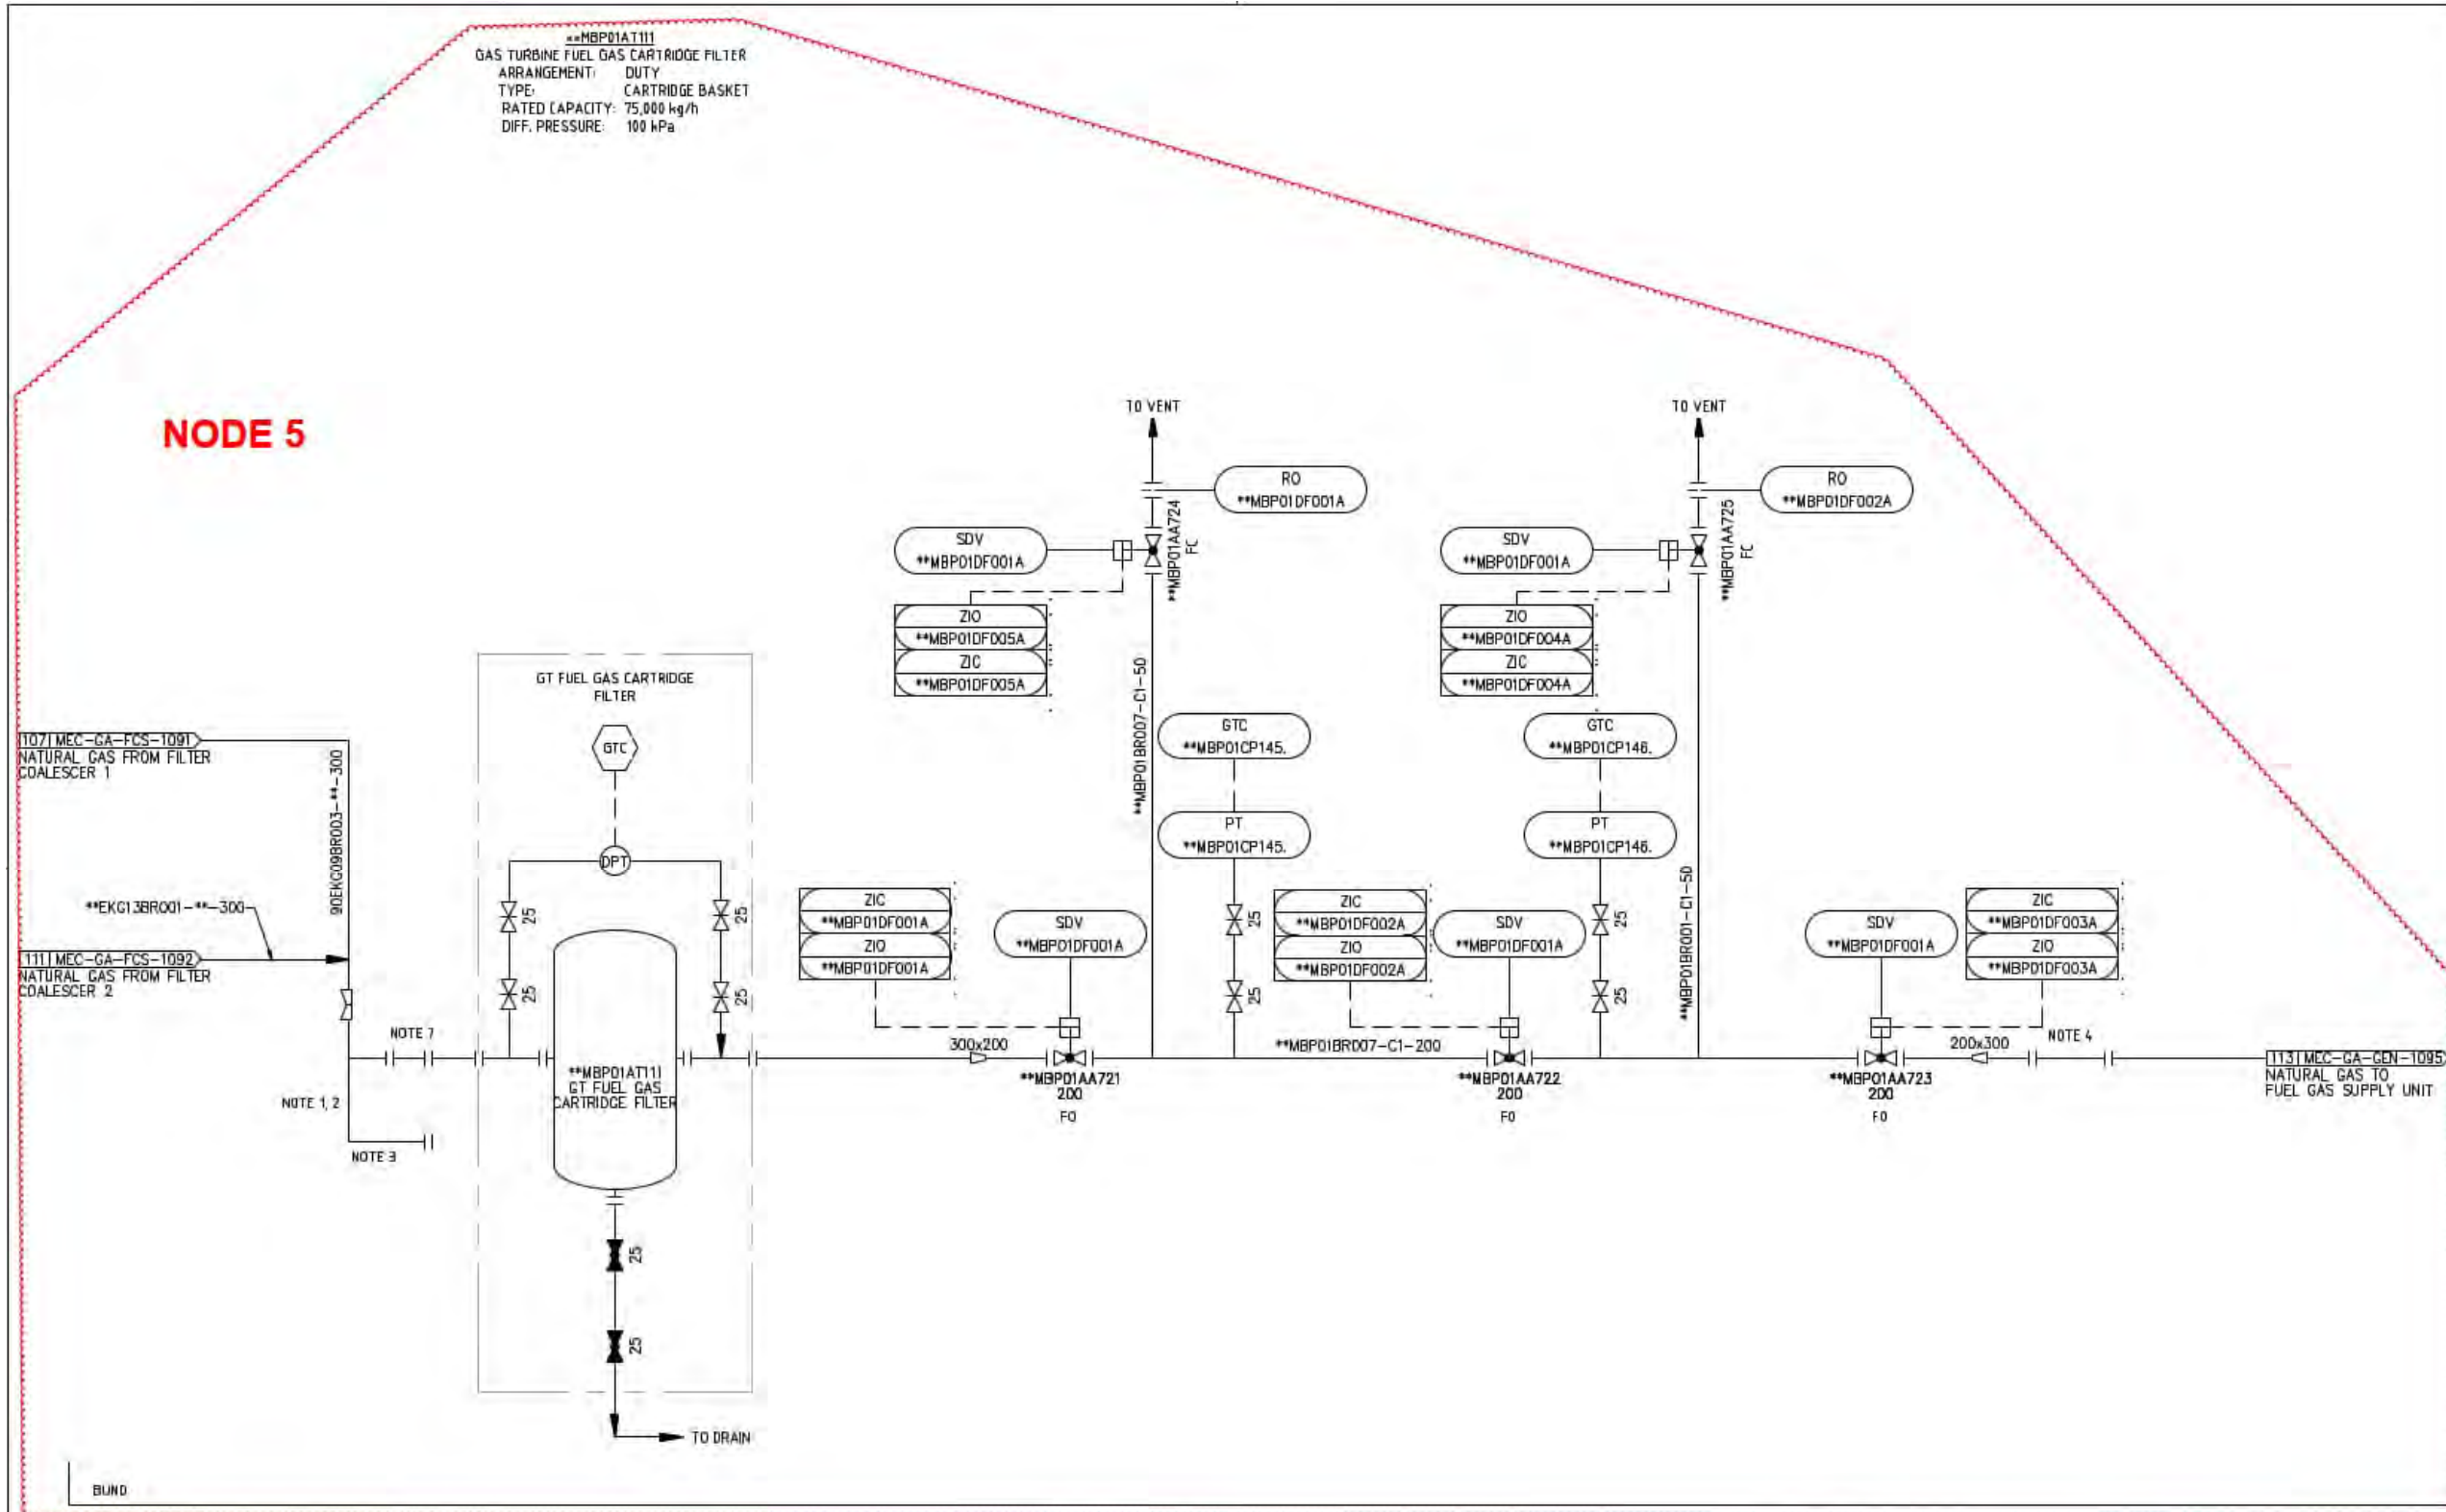 **MBP01AT111
GAS TURBINE FUEL GAS CARTRIDGE FILTER
ARRANGEMENT: DUTY
TYPE: CARTRIDGE BASKET
RATED CAPACITY: 75,000 kg/h
DIFF. PRESSURE: 100 kPa
NODE 5
TO VENT
TO VENT
RO
**MBP01DF001A
RO
**MBP01DF002A
SDV
**MBP01DF001A
**MBP01AA724
FC
SDV
**MBP01DF001A
**MBP01AA725
FC
ZIO
**MBP01DF005A
ZIC
**MBP01DF005A
ZIO
**MBP01DF004A
ZIC
**MBP01DF004A
**MBP01BR007-C1-50
**MBP01BR001-C1-50
GT FUEL GAS CARTRIDGE
FILTER
GTC
DPT
25
25
25
25
107 MEC-GA-FCS-1091
NATURAL GAS FROM FILTER
COALESCER 1
90EKG09BR003-**-300
**EKG13BR001-**-300
111 MEC-GA-FCS-1092
NATURAL GAS FROM FILTER
COALESCER 2
GTC
**MBP01CP145.
PT
**MBP01CP145.
25
25
GTC
**MBP01CP146.
PT
**MBP01CP146.
25
25
ZIC
**MBP01DF001A
ZIO
**MBP01DF001A
SDV
**MBP01DF001A
ZIC
**MBP01DF002A
ZIO
**MBP01DF002A
SDV
**MBP01DF001A
SDV
**MBP01DF001A
ZIC
**MBP01DF003A
ZIO
**MBP01DF003A
NOTE 7
NOTE 1, 2
NOTE 3
**MBP01AT111
GT FUEL GAS
CARTRIDGE FILTER
300x200
**MBP01AA721
200
FO
**MBP01BR007-C1-200
**MBP01AA722
200
FO
**MBP01AA723
200
FO
200x300
NOTE 4
113 MEC-GA-GEN-1095
NATURAL GAS TO
FUEL GAS SUPPLY UNIT
25
25
TO DRAIN
BUND